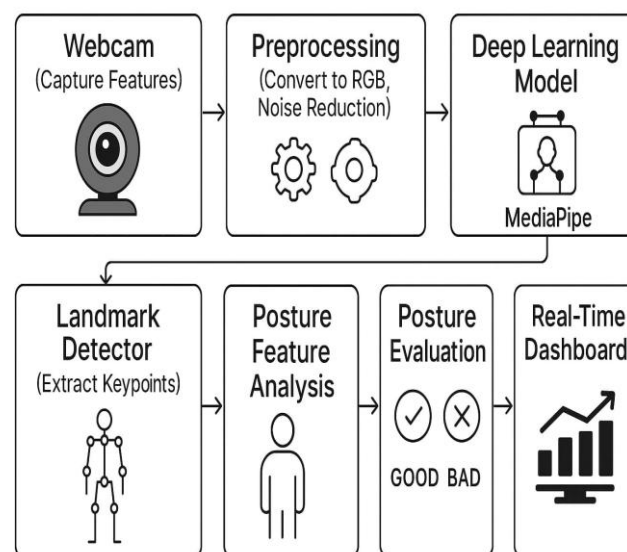 Webcam
(Capture Features)
Preprocessing
(Convert to RGB,
Noise Reduction)
Deep Learning
Model
MediaPipe
Landmark
Detector
(Extract Keypoints)
Posture
Feature
Analysis
Posture
Evaluation
GOOD BAD
Real-Time
Dashboard